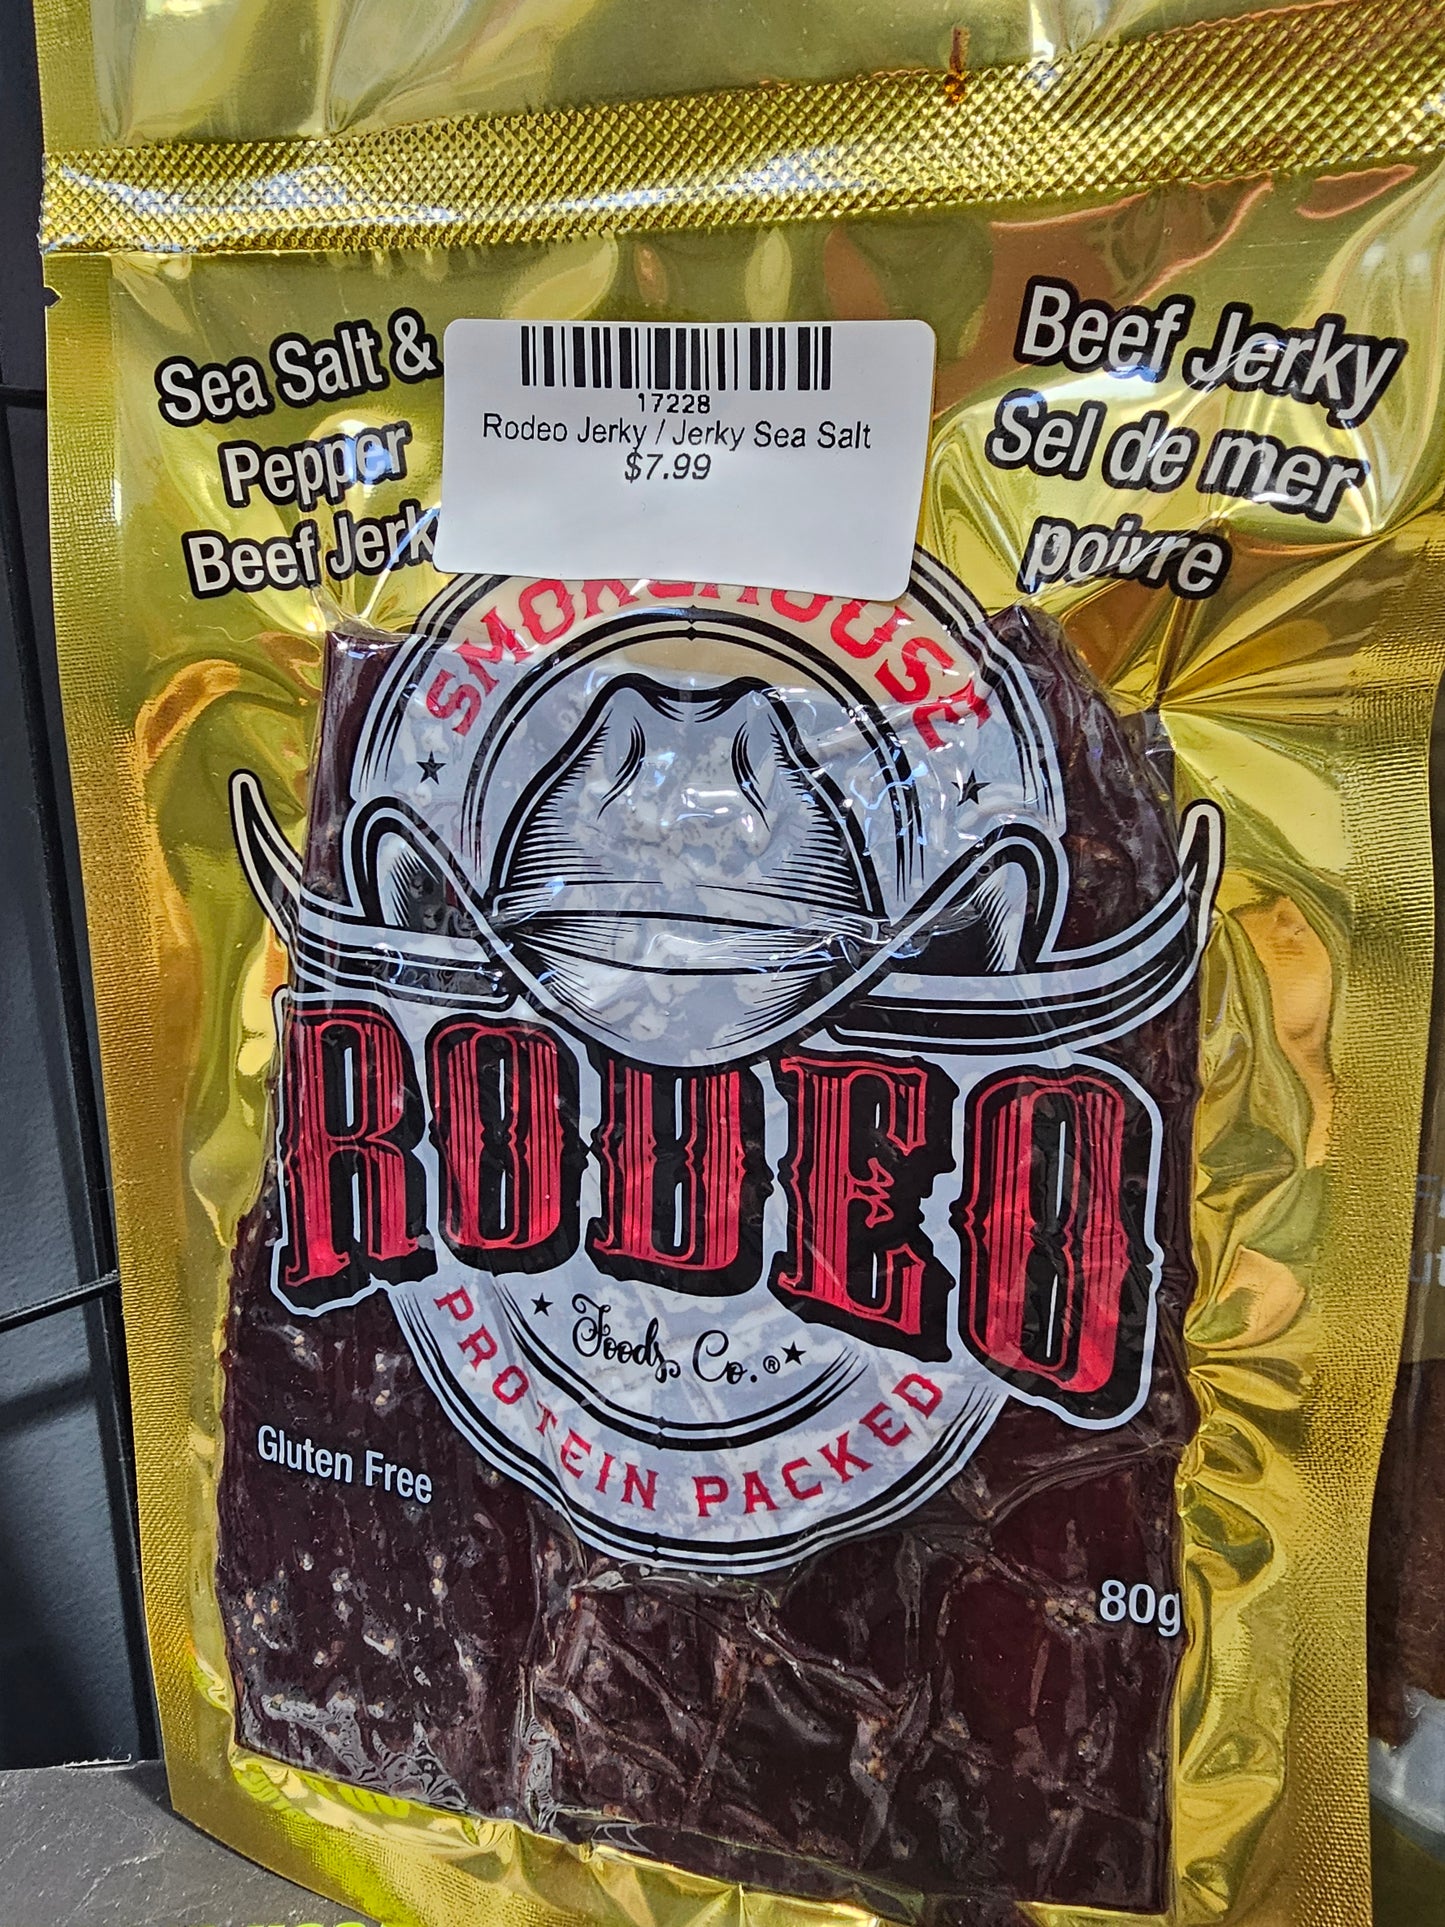 Sea Salt &
Pepper
Beef Jerk
17228
Rodeo Jerky / Jerky Sea Salt
$7.99
Beef Jerky
Sel de mer
poivre
SMOKEHOUSE
RODEO
Foods Co.®
PROTEIN PACKED
Gluten Free
80g